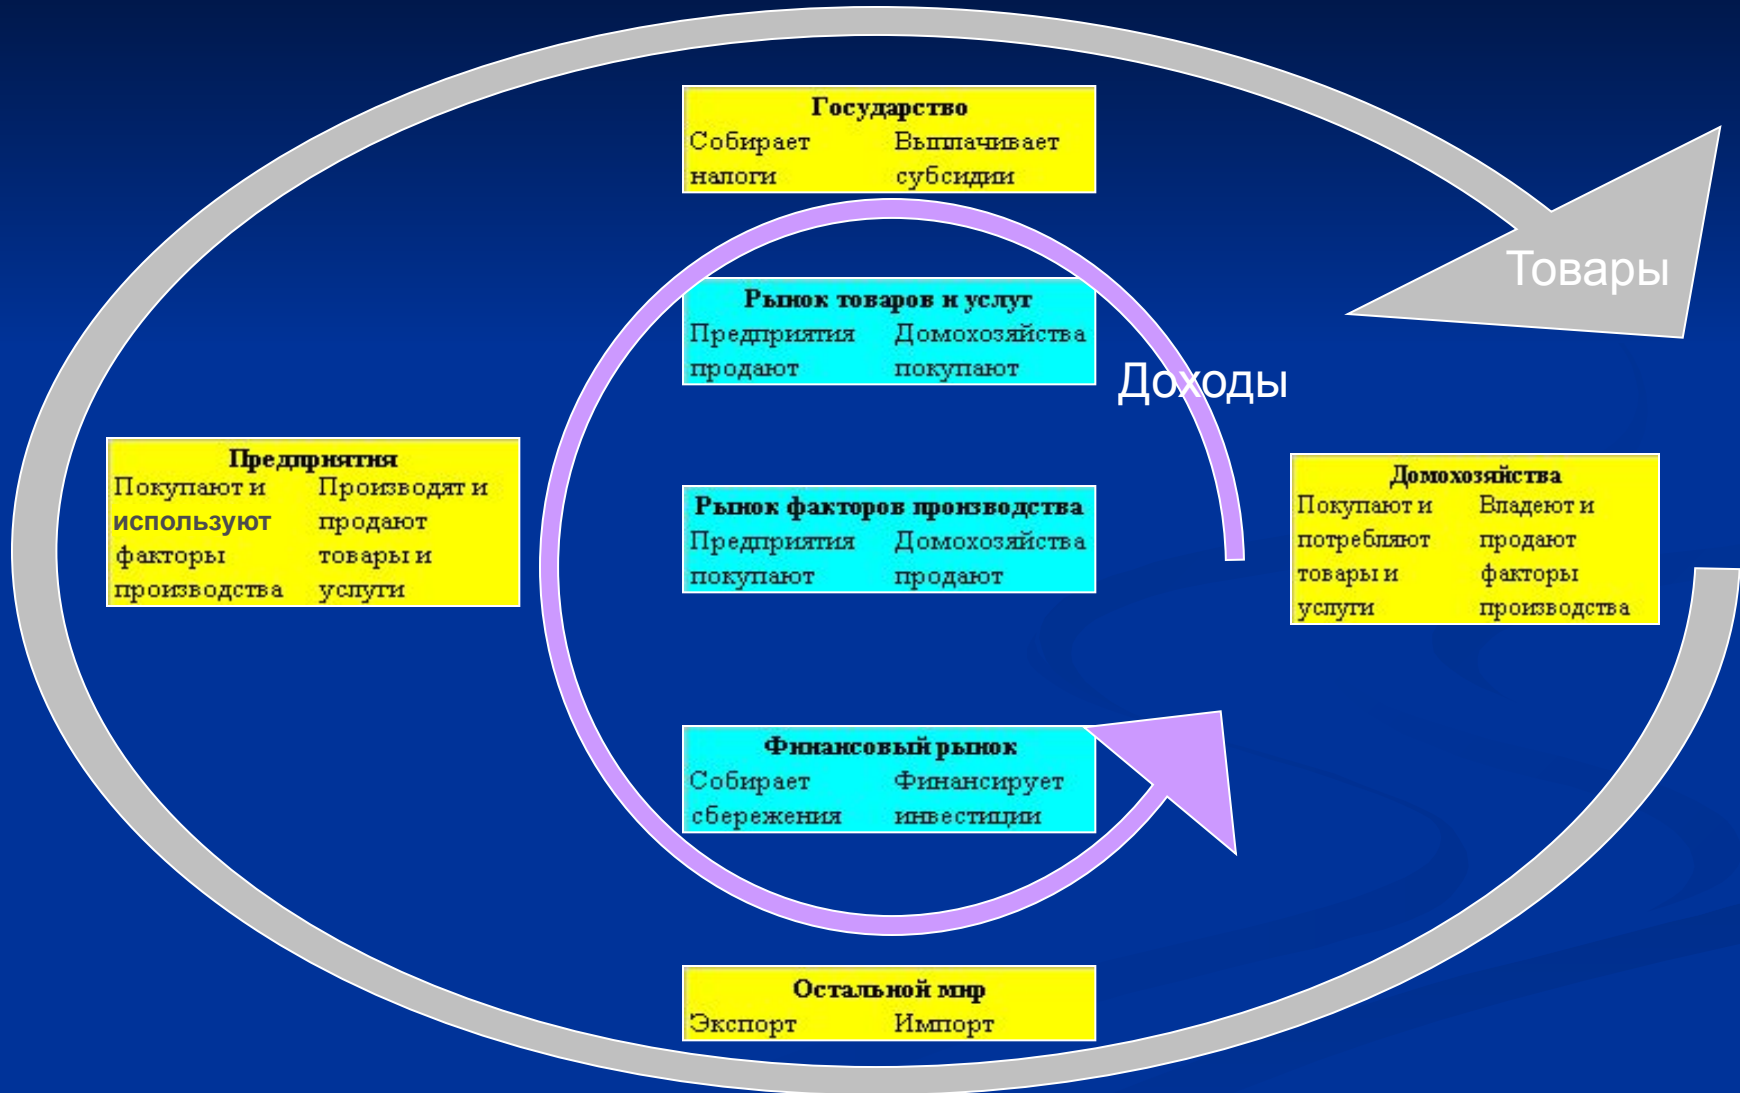 Государство
Собирает Выплачивает
налоги субсидии
Товары
Рынок товаров и услуг
Предприятия Домохозяйства
продают покупают
Доходы
Предприятия
Покупают и Производят и
используют продают
факторы товары и
производства услуги
Рынок факторов производства
Предприятия Домохозяйства
покупают продают
Домохозяйства
Покупают и Владеют и
потребляют продают
товары и факторы
услуги производства
Финансовый рынок
Собирает Финансирует
сбережения инвестиции
Остальной мир
Экспорт Импорт